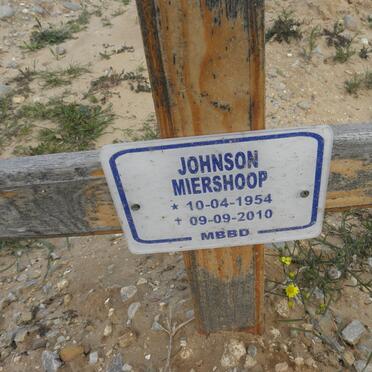 JOHNSON
MIERSHOOP
★ 10-04-1954
✝ 09-09-2010
MBBD